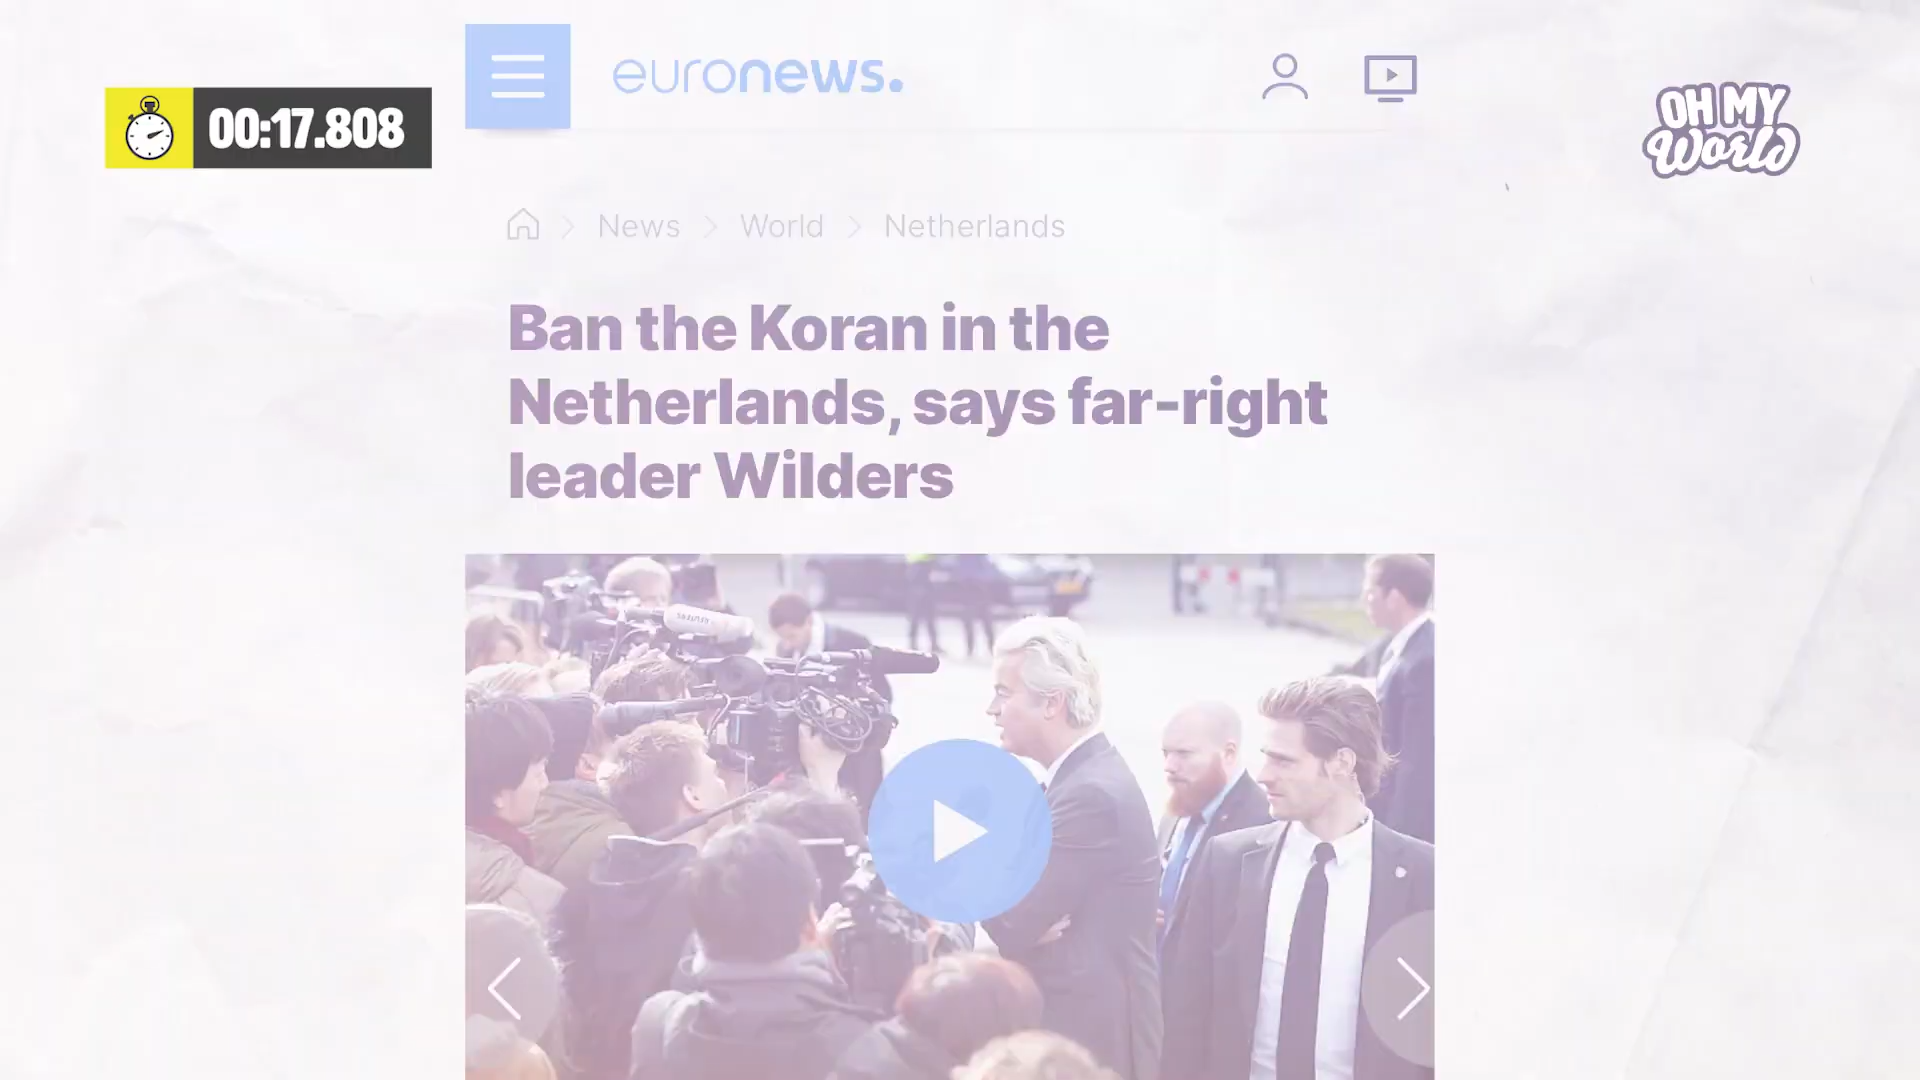 euronews.
00:17.808
OH MY
World
News
World
Netherlands
Ban the Koran in the
Netherlands, says far-right
leader Wilders